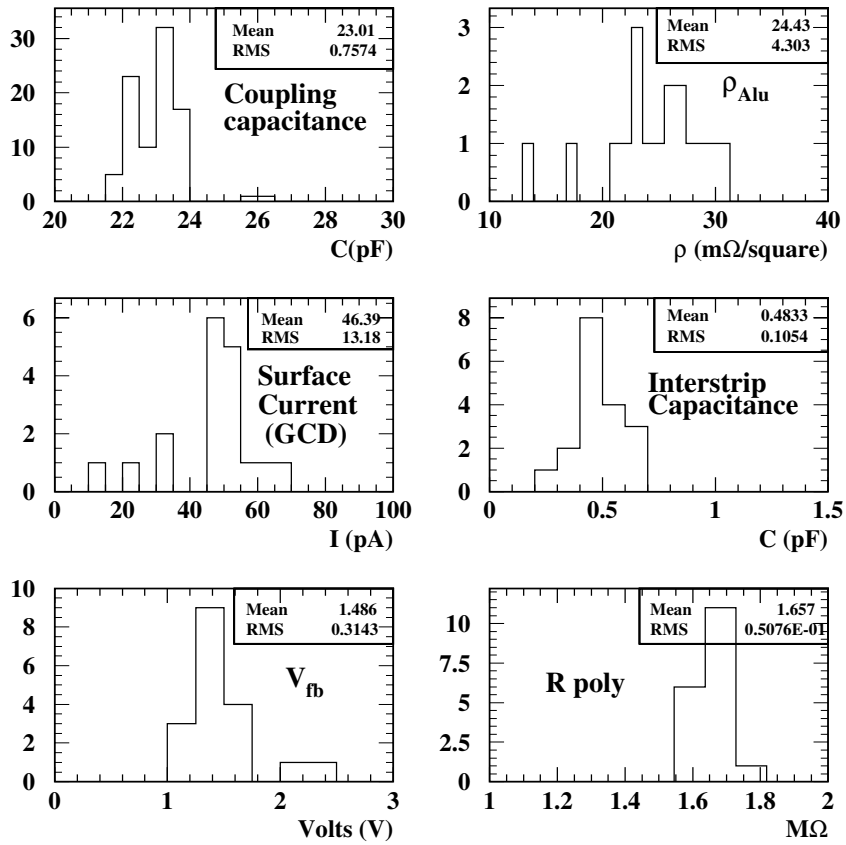 Mean 23.01
RMS 0.7574
Coupling
capacitance
30
20
10
0
20 22 24 26 28 30
C(pF)
Mean 24.43
RMS 4.303
ρAlu
3
2
1
0
10 20 30 40
ρ (mΩ/square)
Mean 46.39
RMS 13.18
Surface
Current
(GCD)
6
4
2
0
0 20 40 60 80 100
I (pA)
Mean 0.4833
RMS 0.1054
Interstrip
Capacitance
8
6
4
2
0
0 0.5 1 1.5
C (pF)
Mean 1.486
RMS 0.3143
Vfb
10
8
6
4
2
0
0 1 2 3
Volts (V)
Mean 1.657
RMS 0.5076E-01
R poly
10
7.5
5
2.5
0
1 1.2 1.4 1.6 1.8 2
MΩ